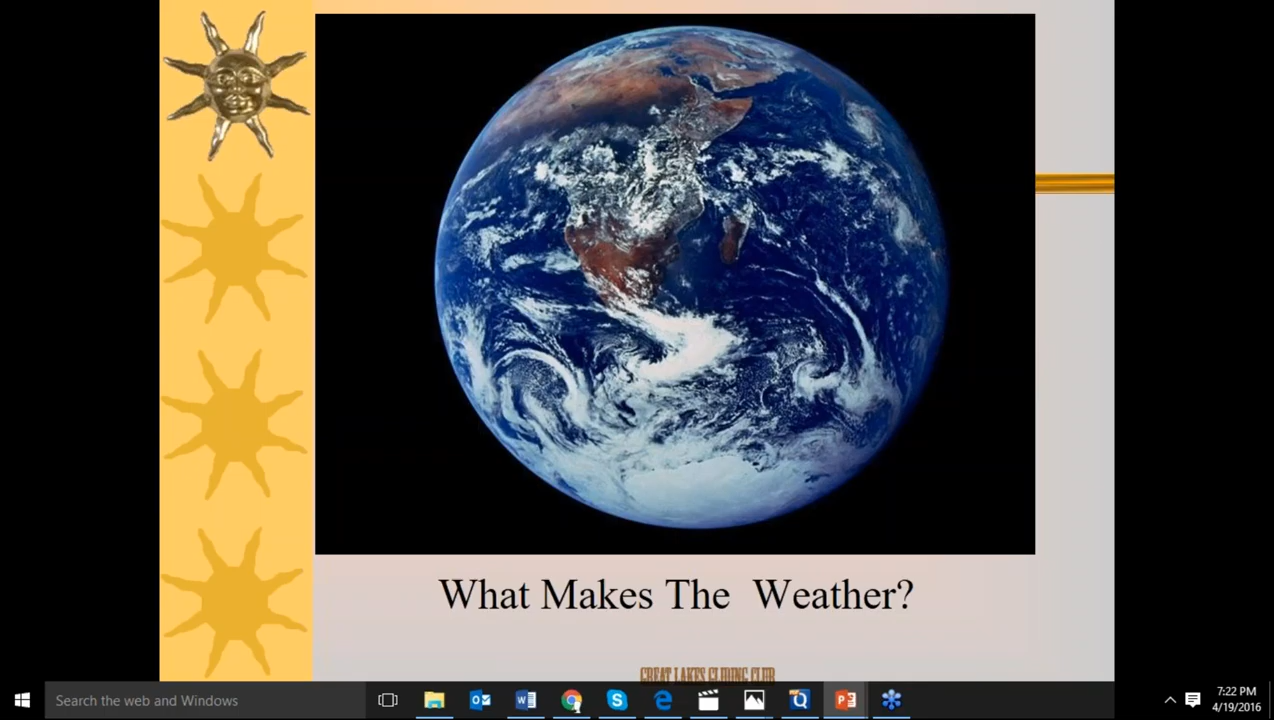 What Makes The Weather?
GREAT LAKES GLIDING CLUB
Search the web and Windows
7:22 PM
4/19/2016